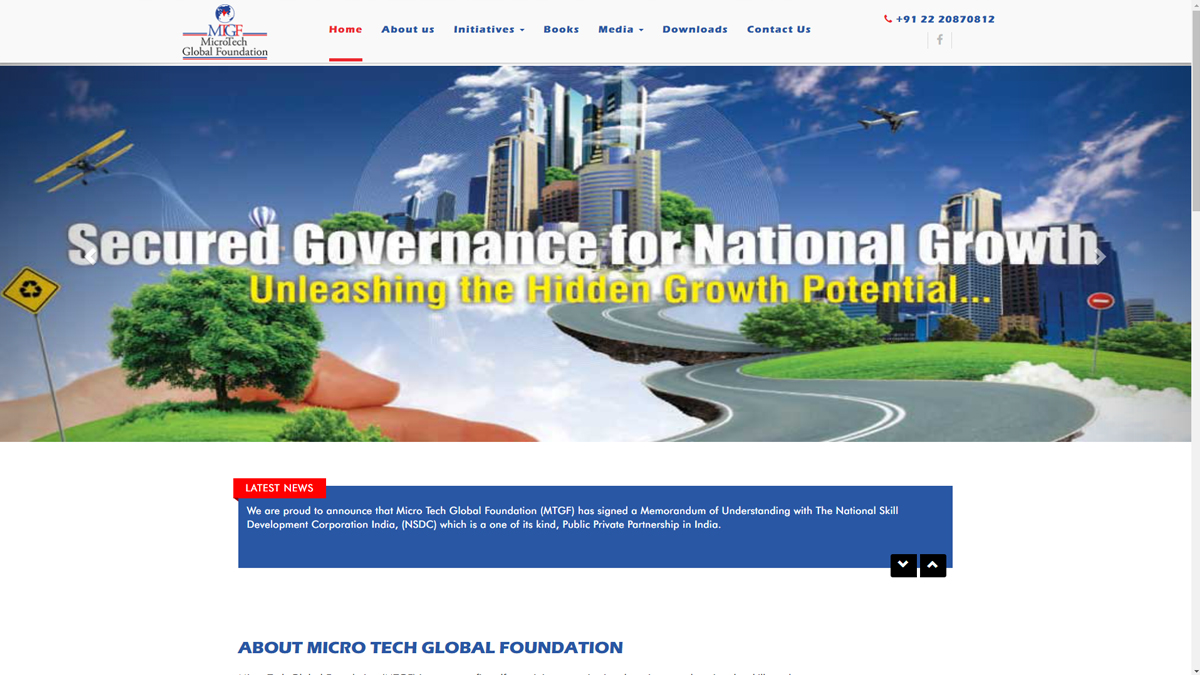 MTGF
MicroTech
Global Foundation
Home
About us
Initiatives
Books
Media
Downloads
Contact Us
+91 22 20870812
Secured Governance for National Growth
Unleashing the Hidden Growth Potential...
LATEST NEWS
We are proud to announce that Micro Tech Global Foundation (MTGF) has signed a Memorandum of Understanding with The National Skill
Development Corporation India, (NSDC) which is a one of its kind, Public Private Partnership in India.
ABOUT MICRO TECH GLOBAL FOUNDATION